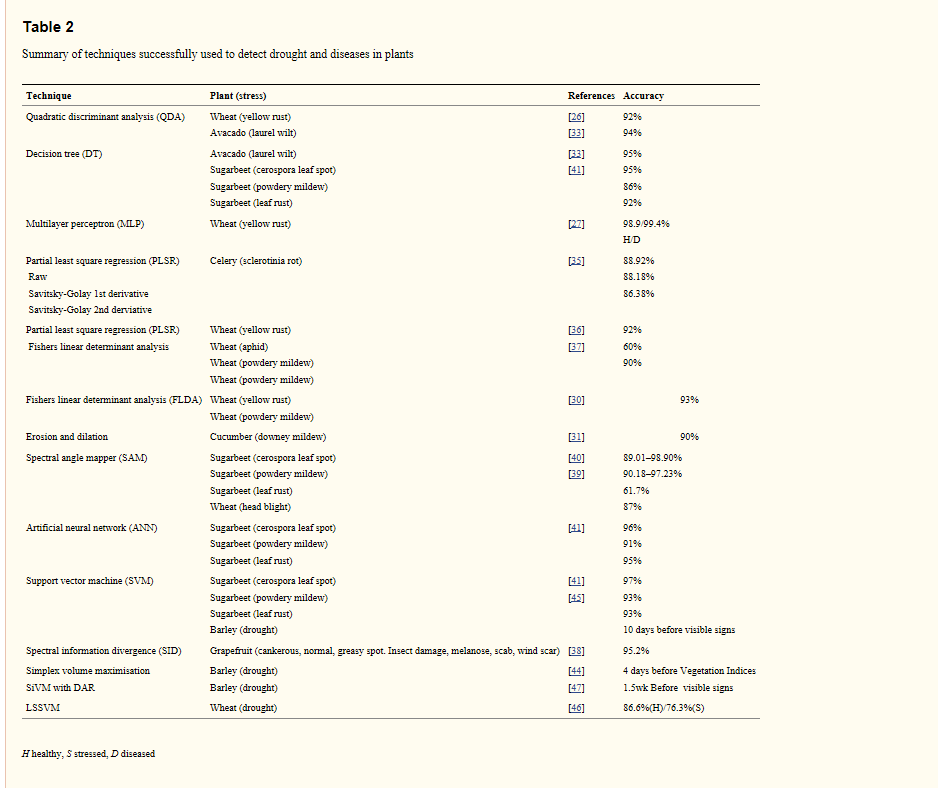 Table 2
Summary of techniques successfully used to detect drought and diseases in plants
Technique Plant (stress) References Accuracy
Quadratic discriminant analysis (QDA) Wheat (yellow rust) [26] 92%
Avacado (laurel wilt) [33] 94%
Decision tree (DT) Avacado (laurel wilt) [33] 95%
Sugarbeet (cerospora leaf spot) [41] 95%
Sugarbeet (powdery mildew) 86%
Sugarbeet (leaf rust) 92%
Multilayer perceptron (MLP) Wheat (yellow rust) [27] 98.9/99.4%
H/D
Partial least square regression (PLSR) Celery (sclerotinia rot) [35] 88.92%
Raw 88.18%
Savitsky-Golay 1st derivative 86.38%
Savitsky-Golay 2nd derviative
Partial least square regression (PLSR) Wheat (yellow rust) [36] 92%
Fishers linear determinant analysis Wheat (aphid) [37] 60%
Wheat (powdery mildew) 90%
Wheat (powdery mildew)
Fishers linear determinant analysis (FLDA) Wheat (yellow rust) [30] 93%
Wheat (powdery mildew)
Erosion and dilation Cucumber (downey mildew) [31] 90%
Spectral angle mapper (SAM) Sugarbeet (cerospora leaf spot) [40] 89.01–98.90%
Sugarbeet (powdery mildew) [39] 90.18–97.23%
Sugarbeet (leaf rust) 61.7%
Wheat (head blight) 87%
Artificial neural network (ANN) Sugarbeet (cerospora leaf spot) [41] 96%
Sugarbeet (powdery mildew) 91%
Sugarbeet (leaf rust) 95%
Support vector machine (SVM) Sugarbeet (cerospora leaf spot) [41] 97%
Sugarbeet (powdery mildew) [45] 93%
Sugarbeet (leaf rust) 93%
Barley (drought) 10 days before visible signs
Spectral information divergence (SID) Grapefruit (cankerous, normal, greasy spot. Insect damage, melanose, scab, wind scar) [38] 95.2%
Simplex volume maximisation Barley (drought) [44] 4 days before Vegetation Indices
SiVM with DAR Barley (drought) [47] 1.5wk Before visible signs
LSSVM Wheat (drought) [46] 86.6%(H)/76.3%(S)
H healthy, S stressed, D diseased